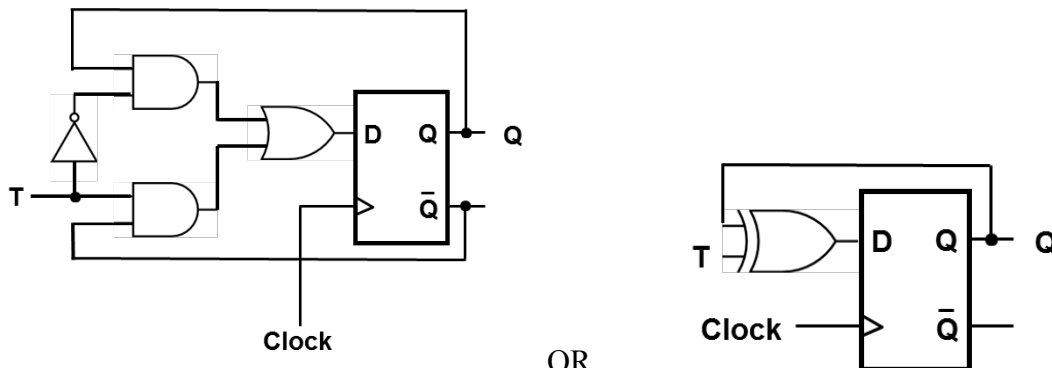 D Q Q
T Q̅
Clock
OR
T D Q Q
Clock Q̅